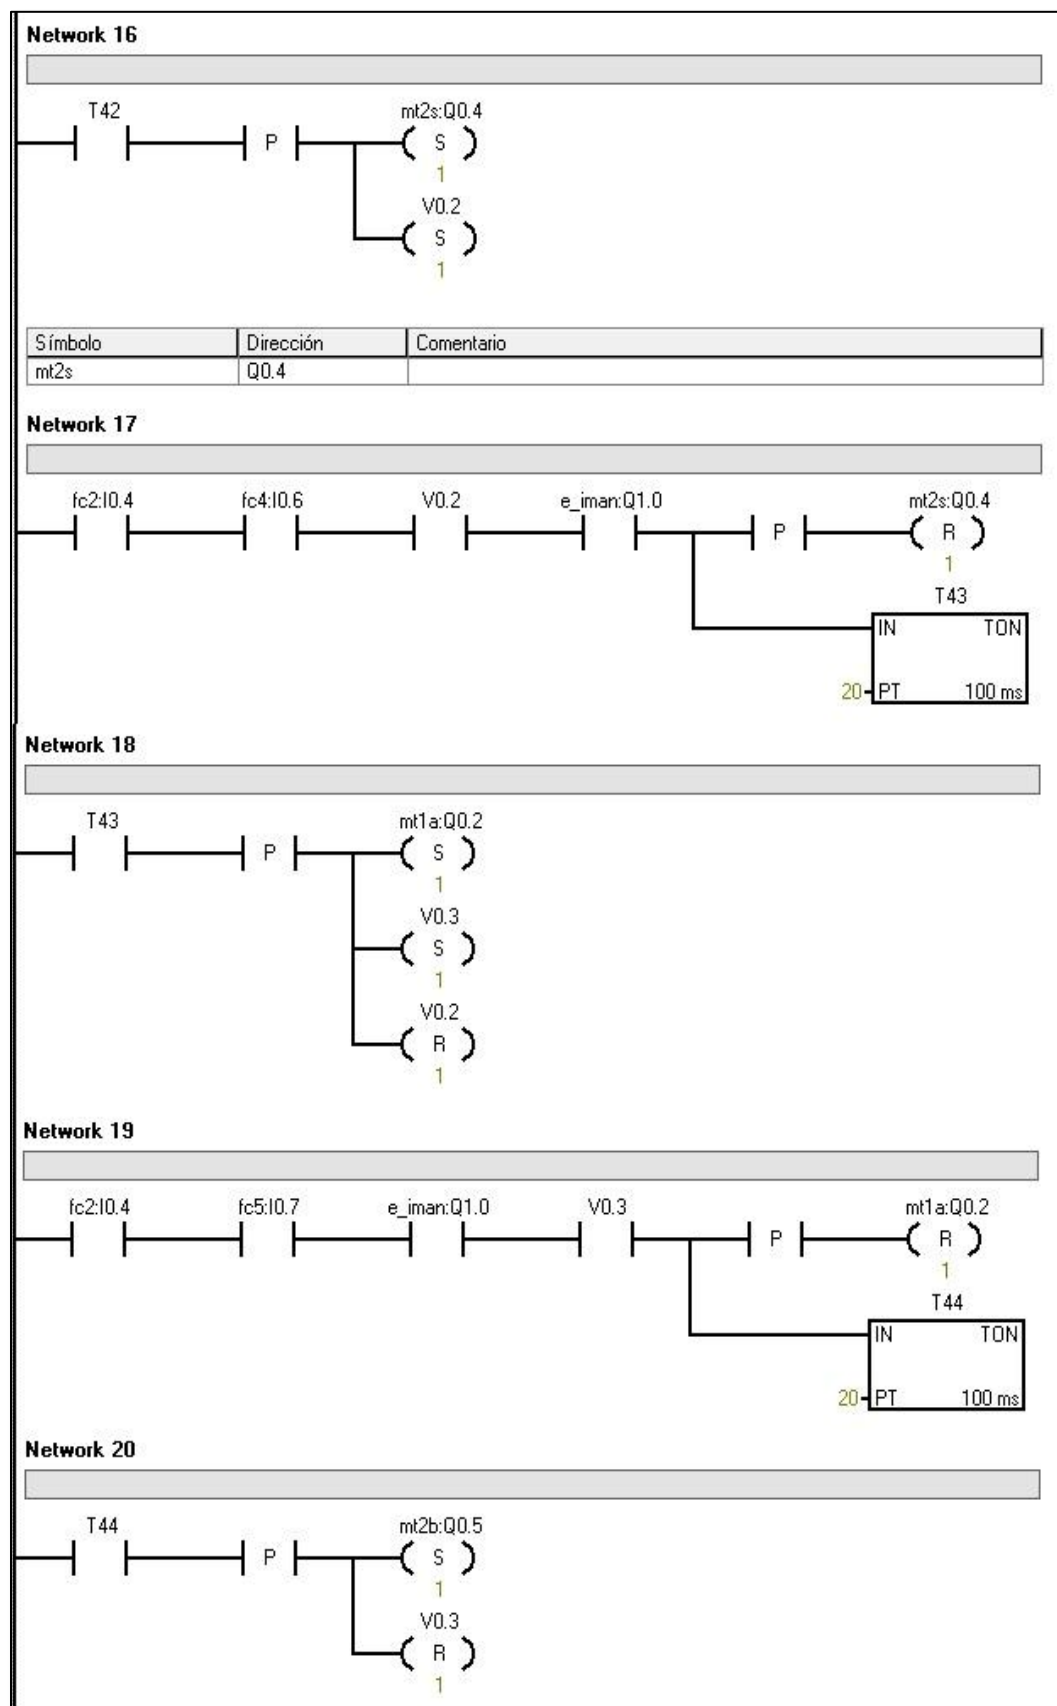 Network 16
T42
mt2s:Q0.4
P
S
1
V0.2
S
1
Símbolo Dirección Comentario
mt2s Q0.4
Network 17
fc2:I0.4 fc4:I0.6 V0.2 e_iman:Q1.0 mt2s:Q0.4
P R
1
T43
IN TON
20 PT 100 ms
Network 18
T43 mt1a:Q0.2
P S
1
V0.3
S
1
V0.2
R
1
Network 19
fc2:I0.4 fc5:I0.7 e_iman:Q1.0 V0.3 mt1a:Q0.2
P R
1
T44
IN TON
20 PT 100 ms
Network 20
T44 mt2b:Q0.5
P S
1
V0.3
R
1